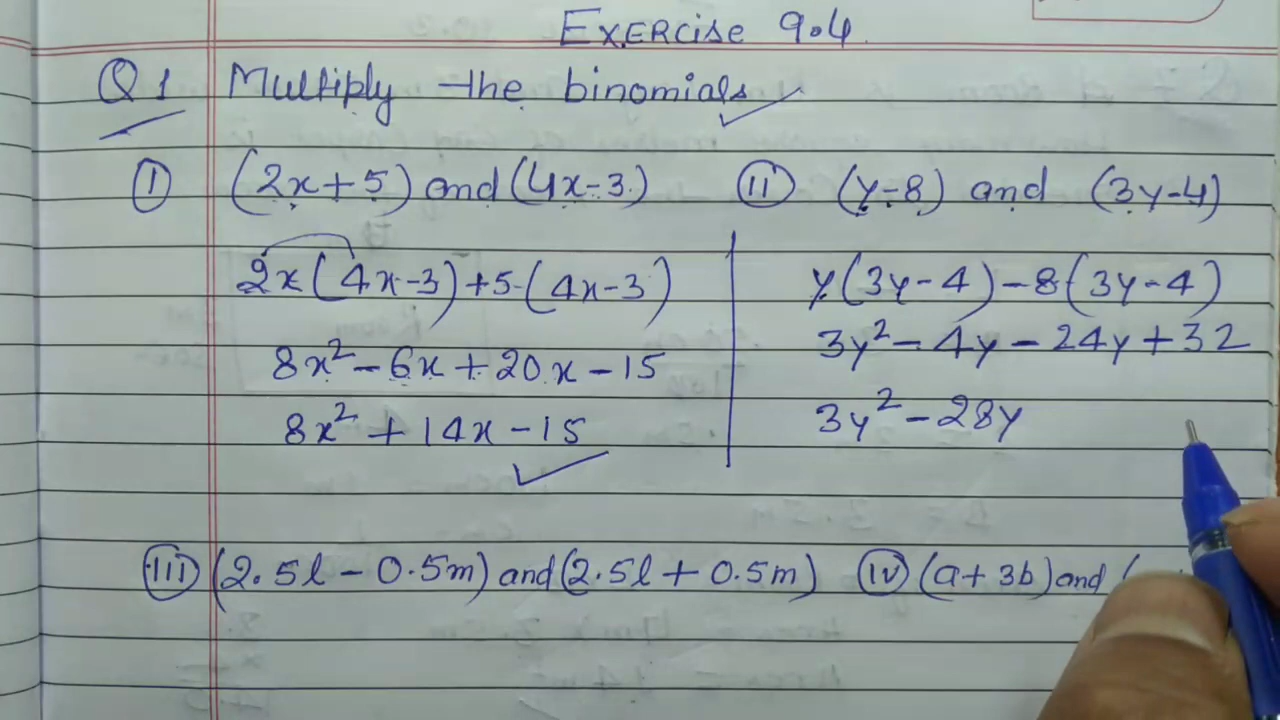 Exercise 9.4
Q 1 Multiply the binomials
(i) (2x+5) and (4x-3) (ii) (y-8) and (3y-4)
2x(4x-3)+5(4x-3)
8x² - 6x + 20x - 15
8x² + 14x - 15
y(3y-4)-8(3y-4)
3y² - 4y - 24y + 32
3y² - 28y
(iii) (2.5l - 0.5m) and (2.5l + 0.5m) (iv) (a+3b) and (